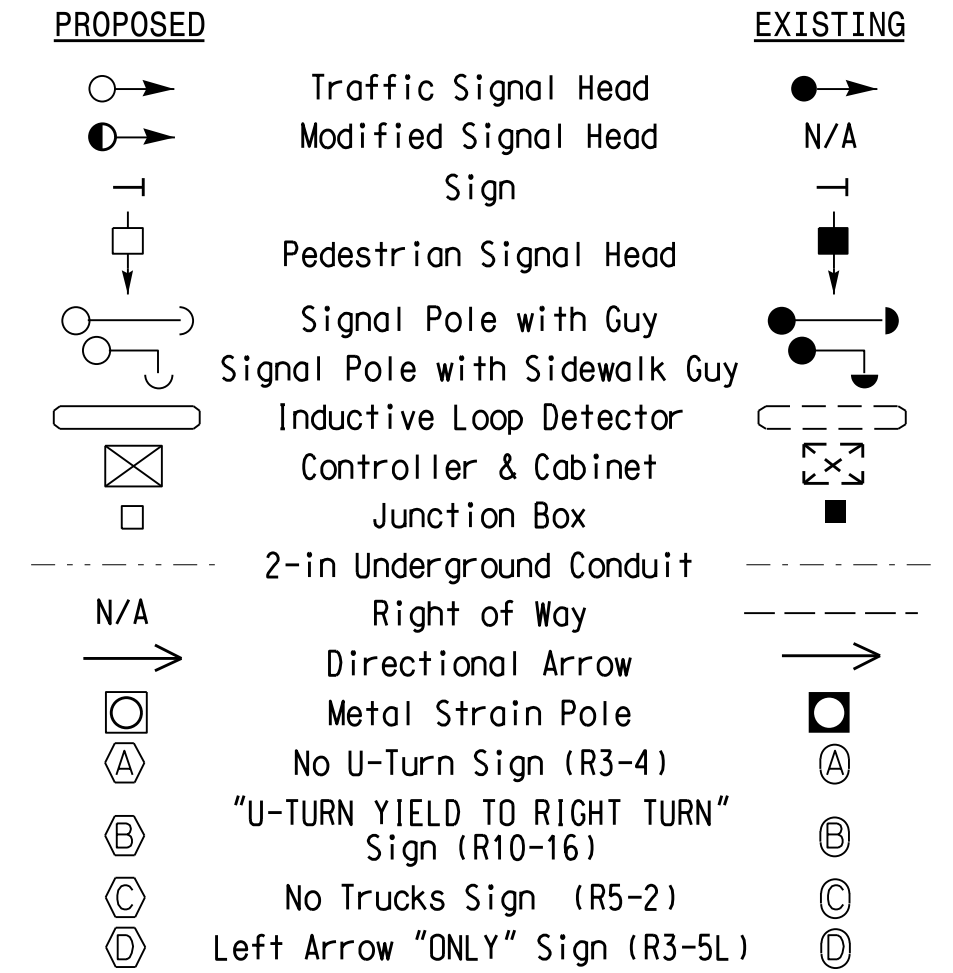 PROPOSED EXISTING
Traffic Signal Head
Modified Signal Head N/A
Sign
Pedestrian Signal Head
Signal Pole with Guy
Signal Pole with Sidewalk Guy
Inductive Loop Detector
Controller & Cabinet
Junction Box
2-in Underground Conduit
N/A Right of Way
Directional Arrow
Metal Strain Pole
A No U-Turn Sign (R3-4) A
"U-TURN YIELD TO RIGHT TURN"
B Sign (R10-16) B
C No Trucks Sign (R5-2) C
D Left Arrow "ONLY" Sign (R3-5L) D